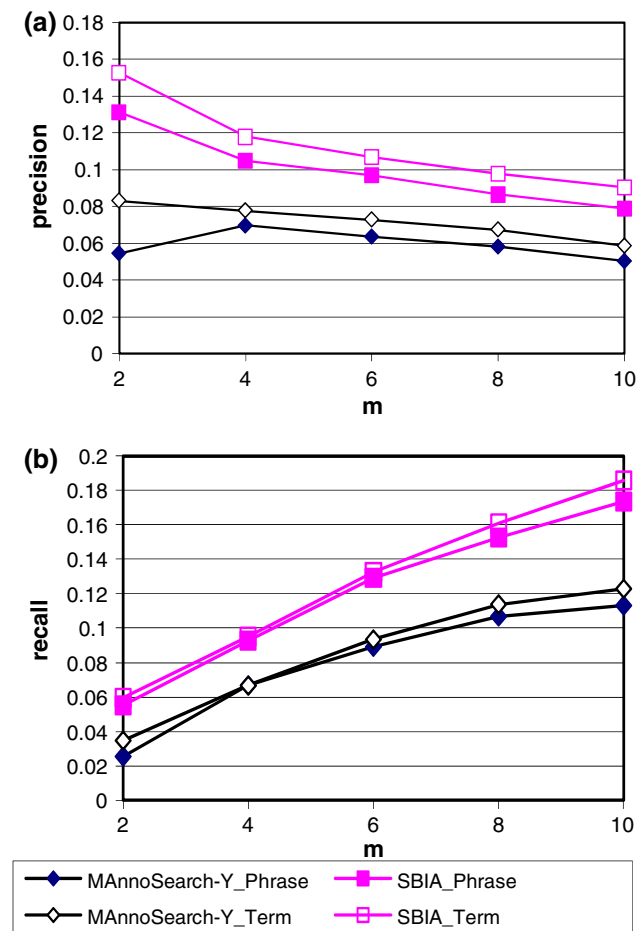 (a)
0.18
0.16
0.14
0.12
0.1
0.08
0.06
0.04
0.02
0
precision
2 4 6 8 10
m
(b)
0.2
0.18
0.16
0.14
0.12
0.1
0.08
0.06
0.04
0.02
0
recall
2 4 6 8 10
m
MAnnoSearch-Y_Phrase SBIA_Phrase
MAnnoSearch-Y_Term SBIA_Term